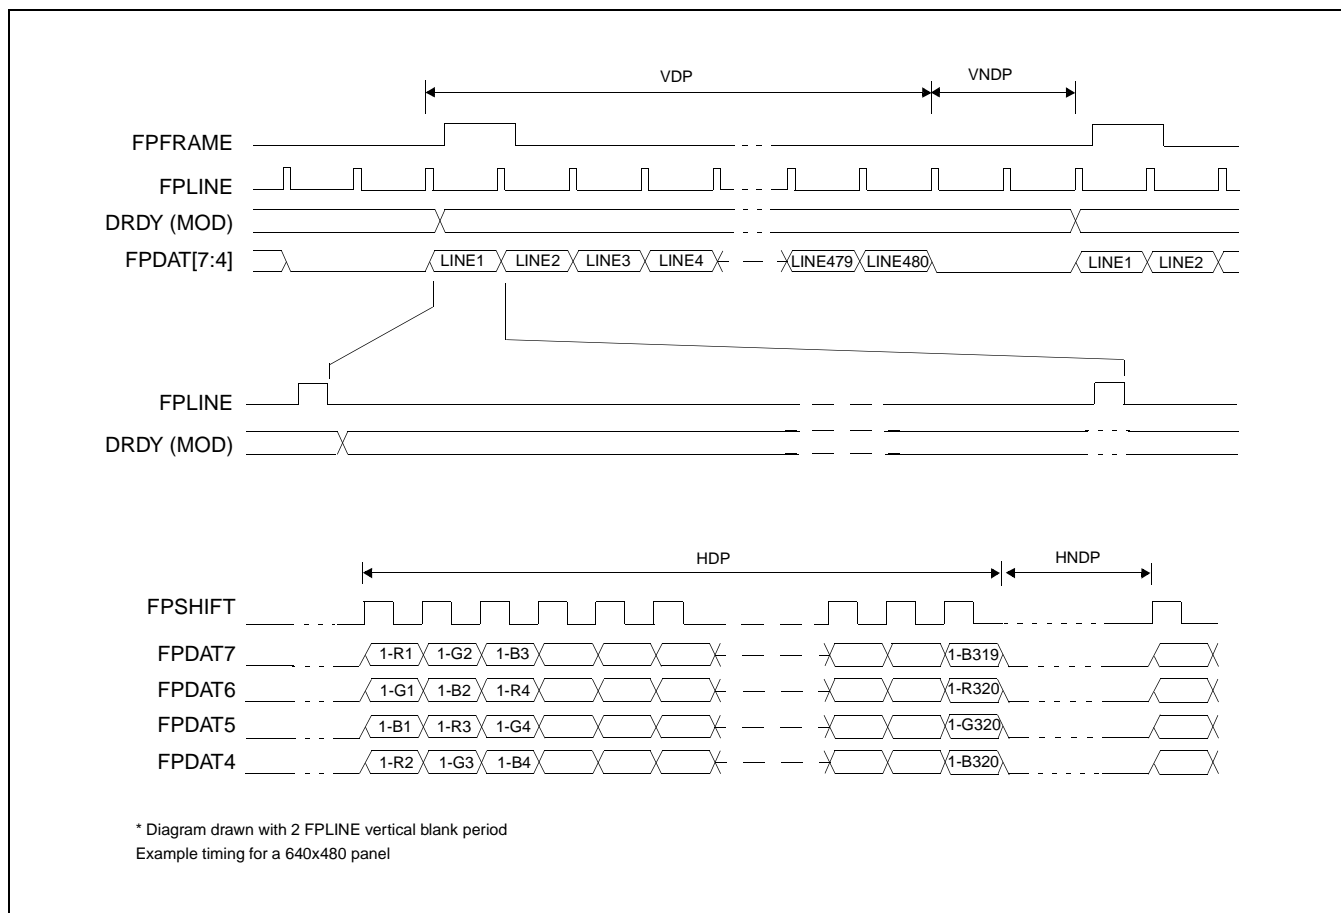 VDP VNDP
FPFRAME
FPLINE
DRDY (MOD)
FPDAT[7:4] LINE1 LINE2 LINE3 LINE4 LINE479 LINE480 LINE1 LINE2
FPLINE
DRDY (MOD)
HDP HNDP
FPSHIFT
FPDAT7 1-R1 1-G2 1-B3 1-B319
FPDAT6 1-G1 1-B2 1-R4 1-R320
FPDAT5 1-B1 1-R3 1-G4 1-G320
FPDAT4 1-R2 1-G3 1-B4 1-B320
* Diagram drawn with 2 FPLINE vertical blank period
Example timing for a 640x480 panel